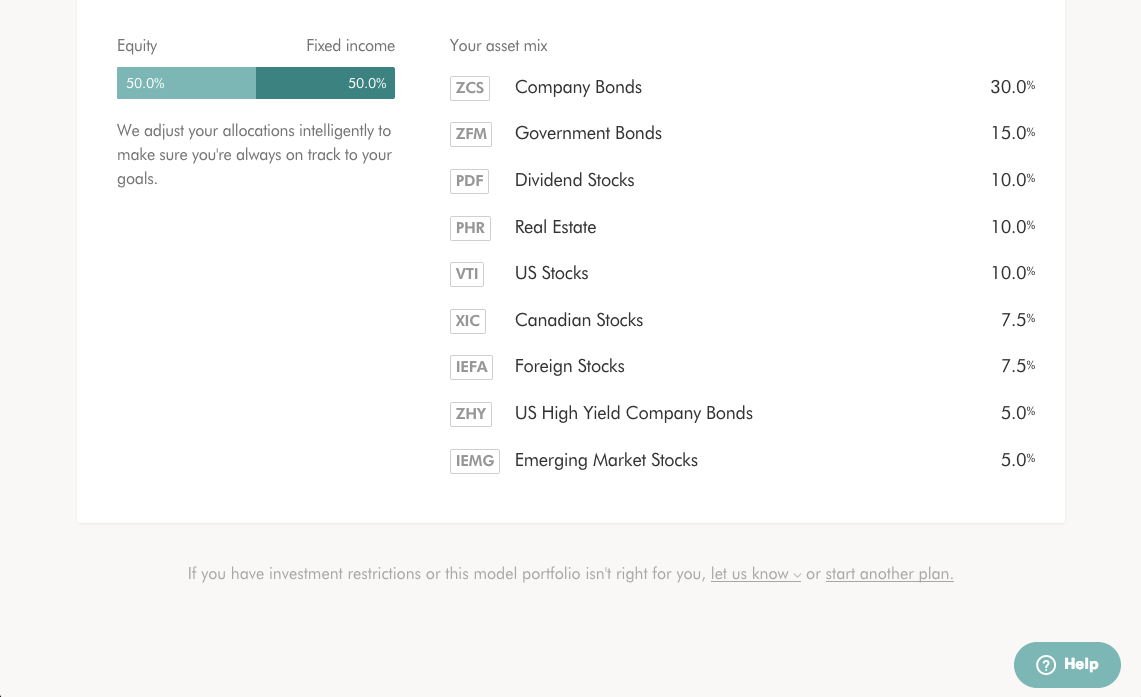 Equity Fixed income
50.0% 50.0%
We adjust your allocations intelligently to
make sure you're always on track to your
goals.
Your asset mix
ZCS Company Bonds 30.0%
ZFM Government Bonds 15.0%
PDF Dividend Stocks 10.0%
PHR Real Estate 10.0%
VTI US Stocks 10.0%
XIC Canadian Stocks 7.5%
IEFA Foreign Stocks 7.5%
ZHY US High Yield Company Bonds 5.0%
IEMG Emerging Market Stocks 5.0%
If you have investment restrictions or this model portfolio isn't right for you, let us know or start another plan.
Help